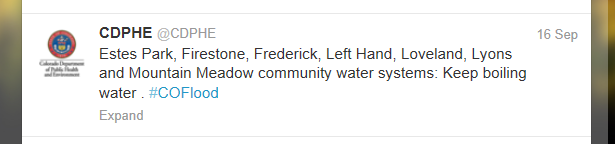 CDPHE @CDPHE 16 Sep
Estes Park, Firestone, Frederick, Left Hand, Loveland, Lyons
and Mountain Meadow community water systems: Keep boiling
water . #COFlood
Expand
Colorado Department
of Public Health
and Environment